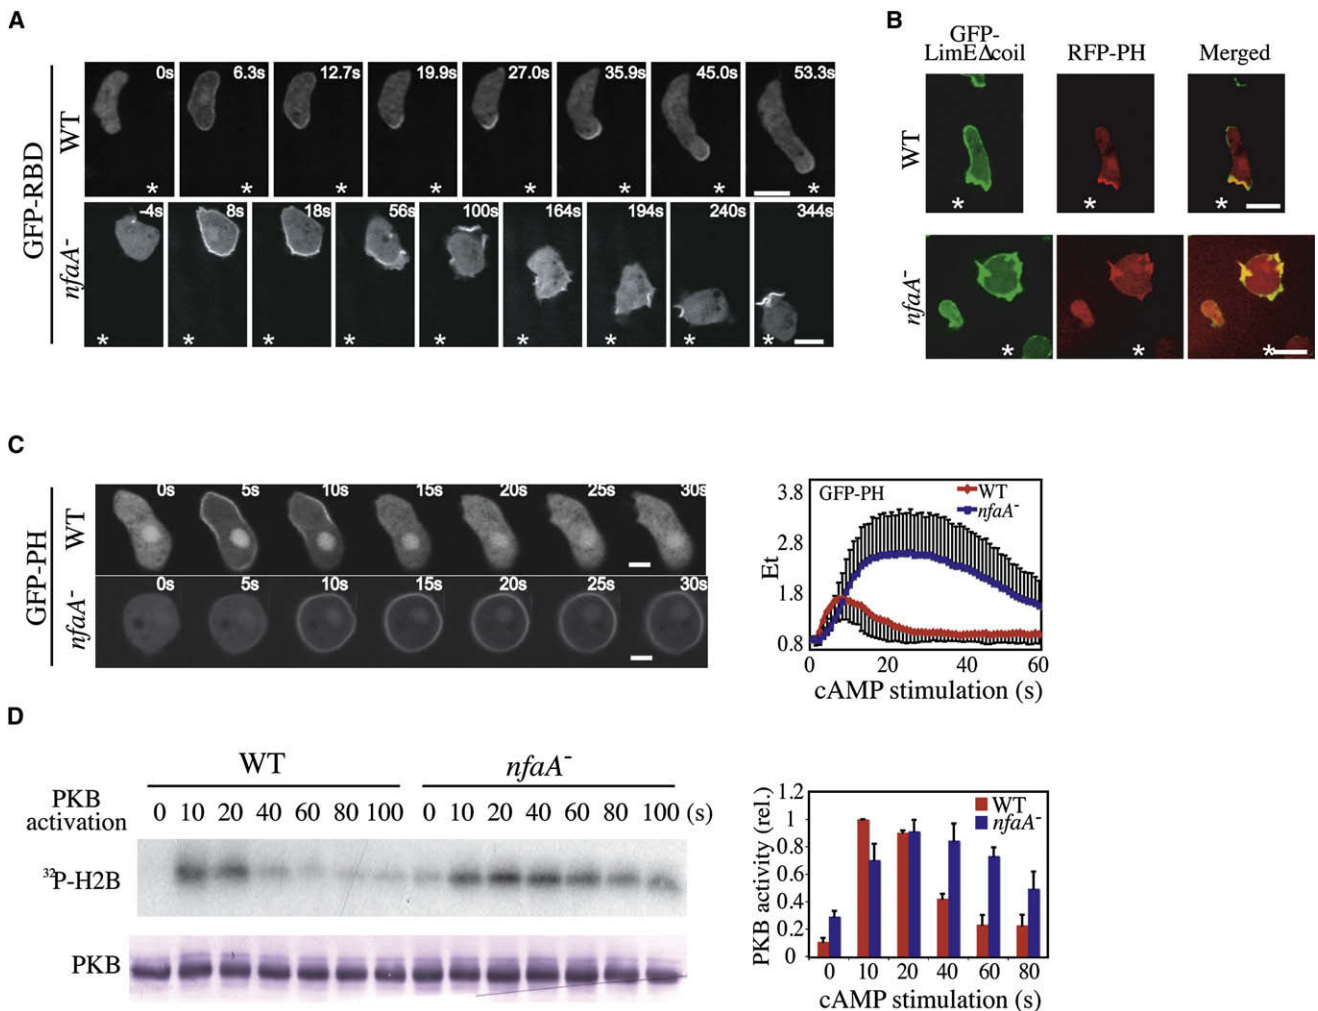 A
GFP-RBD
WT
0s 6.3s 12.7s 19.9s 27.0s 35.9s 45.0s 53.3s
* * * * * * * *
nfaA-
-4s 8s 18s 56s 100s 164s 194s 240s 344s
* * * * * * * * *
B
GFP-
LimEΔcoil RFP-PH Merged
WT
* * *
nfaA-
* * *
C
GFP-PH
WT
0s 5s 10s 15s 20s 25s 30s
nfaA-
0s 5s 10s 15s 20s 25s 30s
GFP-PH
WT
nfaA-
Et
3.8
2.8
1.8
0.8
0 20 40 60
cAMP stimulation (s)
D
WT nfaA-
PKB
activation
0 10 20 40 60 80 100 0 10 20 40 60 80 100 (s)
32P-H2B
PKB
PKB activity (rel.)
WT
nfaA-
1.2
1
0.8
0.6
0.4
0.2
0
0 10 20 40 60 80
cAMP stimulation (s)